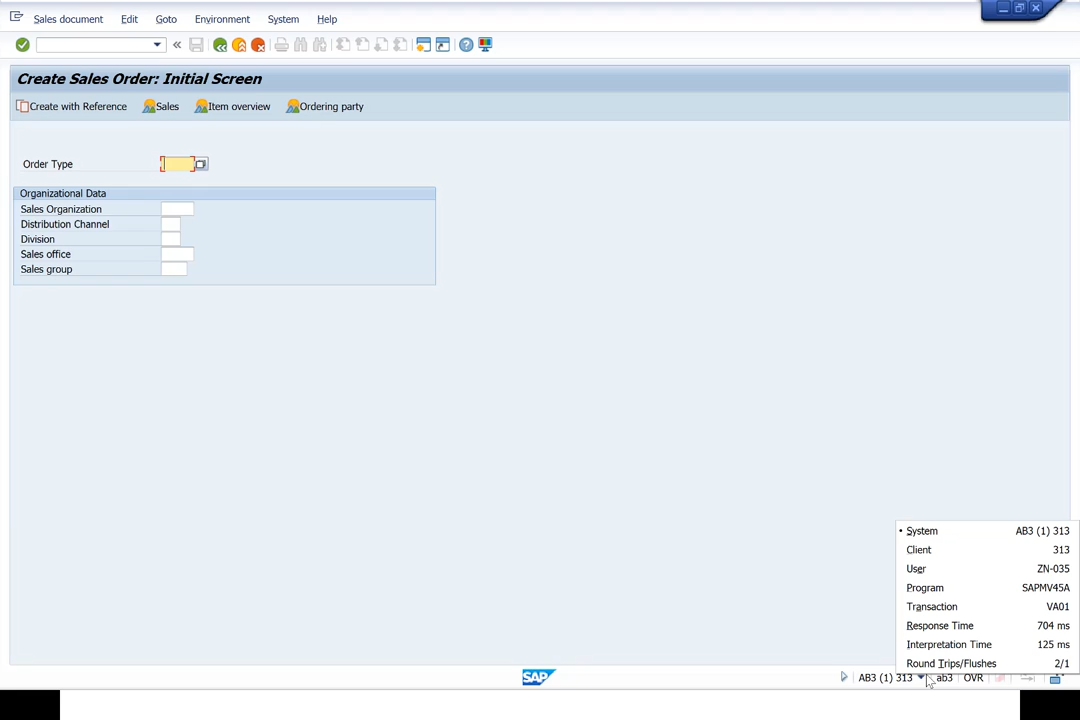 Sales document Edit Goto Environment System Help
Create Sales Order: Initial Screen
Create with Reference Sales Item overview Ordering party
Order Type
Organizational Data
Sales Organization
Distribution Channel
Division
Sales office
Sales group
System AB3 (1) 313
Client 313
User ZN-035
Program SAPMV45A
Transaction VA01
Response Time 704 ms
Interpretation Time 125 ms
Round Trips/Flushes 2/1
SAP AB3 (1) 313 ab3 OVR